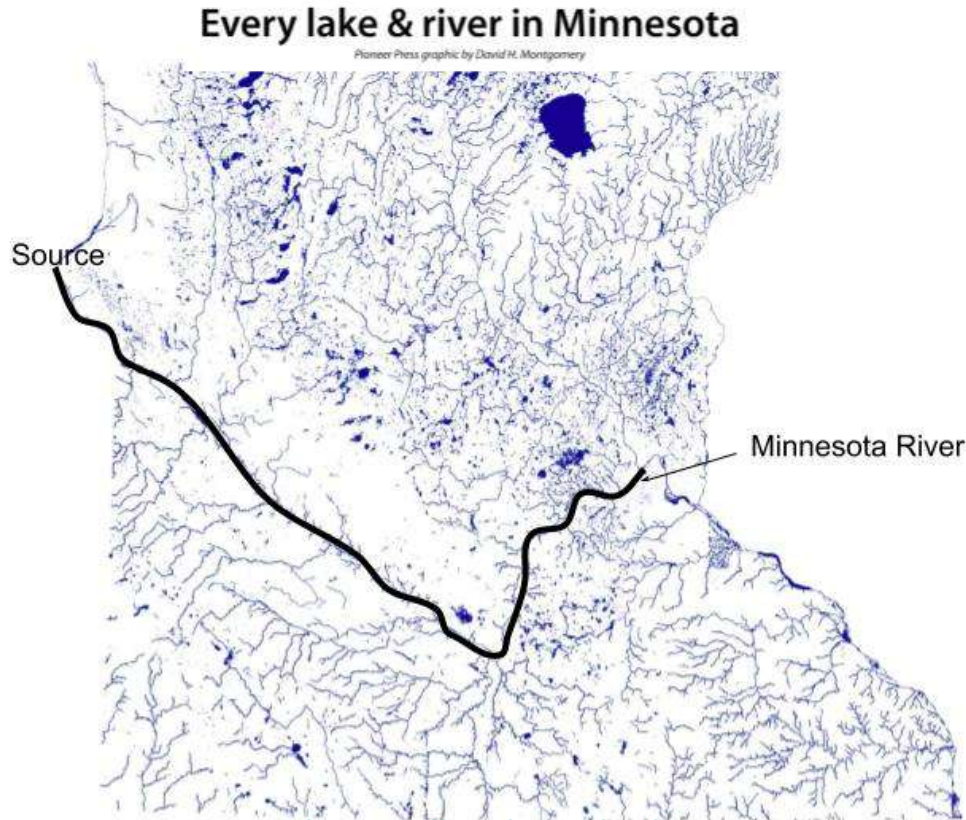 Every lake & river in Minnesota
Pioneer Press graphic by David H. Montgomery
Source
Minnesota River